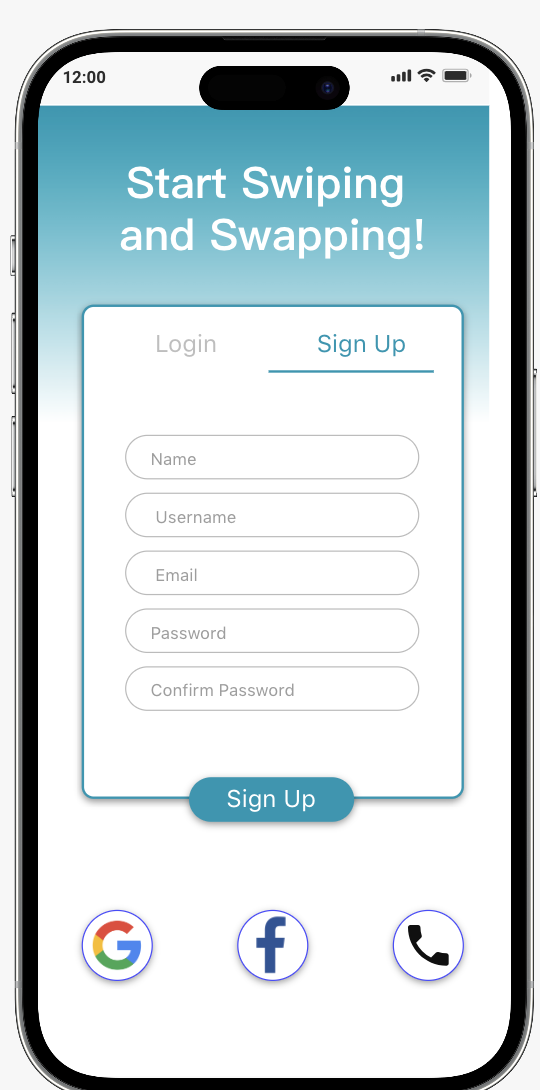 12:00
Start Swiping
and Swapping!
Login Sign Up
Name
Username
Email
Password
Confirm Password
Sign Up